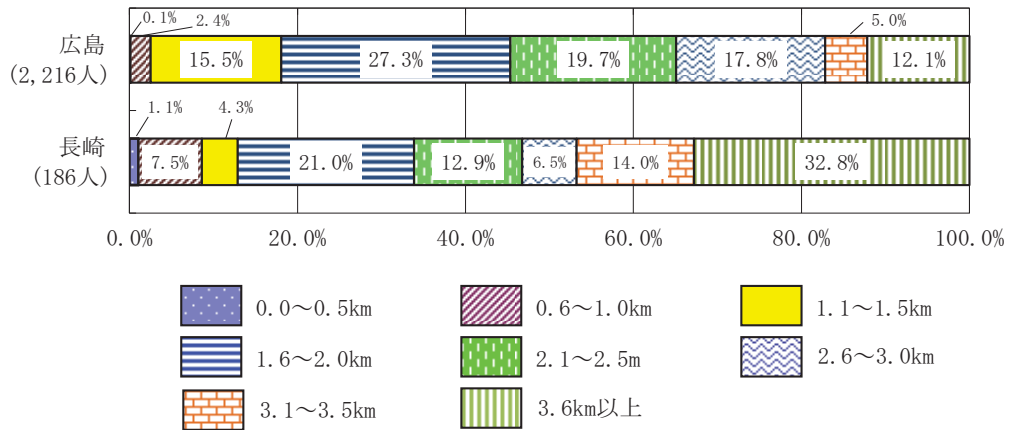 0.1%
2.4%
5.0%
広島
(2,216人)
15.5% 27.3% 19.7% 17.8% 12.1%
1.1%
4.3%
長崎
(186人)
7.5% 21.0% 12.9% 6.5% 14.0% 32.8%
0.0% 20.0% 40.0% 60.0% 80.0% 100.0%
0.0～0.5km 0.6～1.0km 1.1～1.5km
1.6～2.0km 2.1～2.5m 2.6～3.0km
3.1～3.5km 3.6km以上